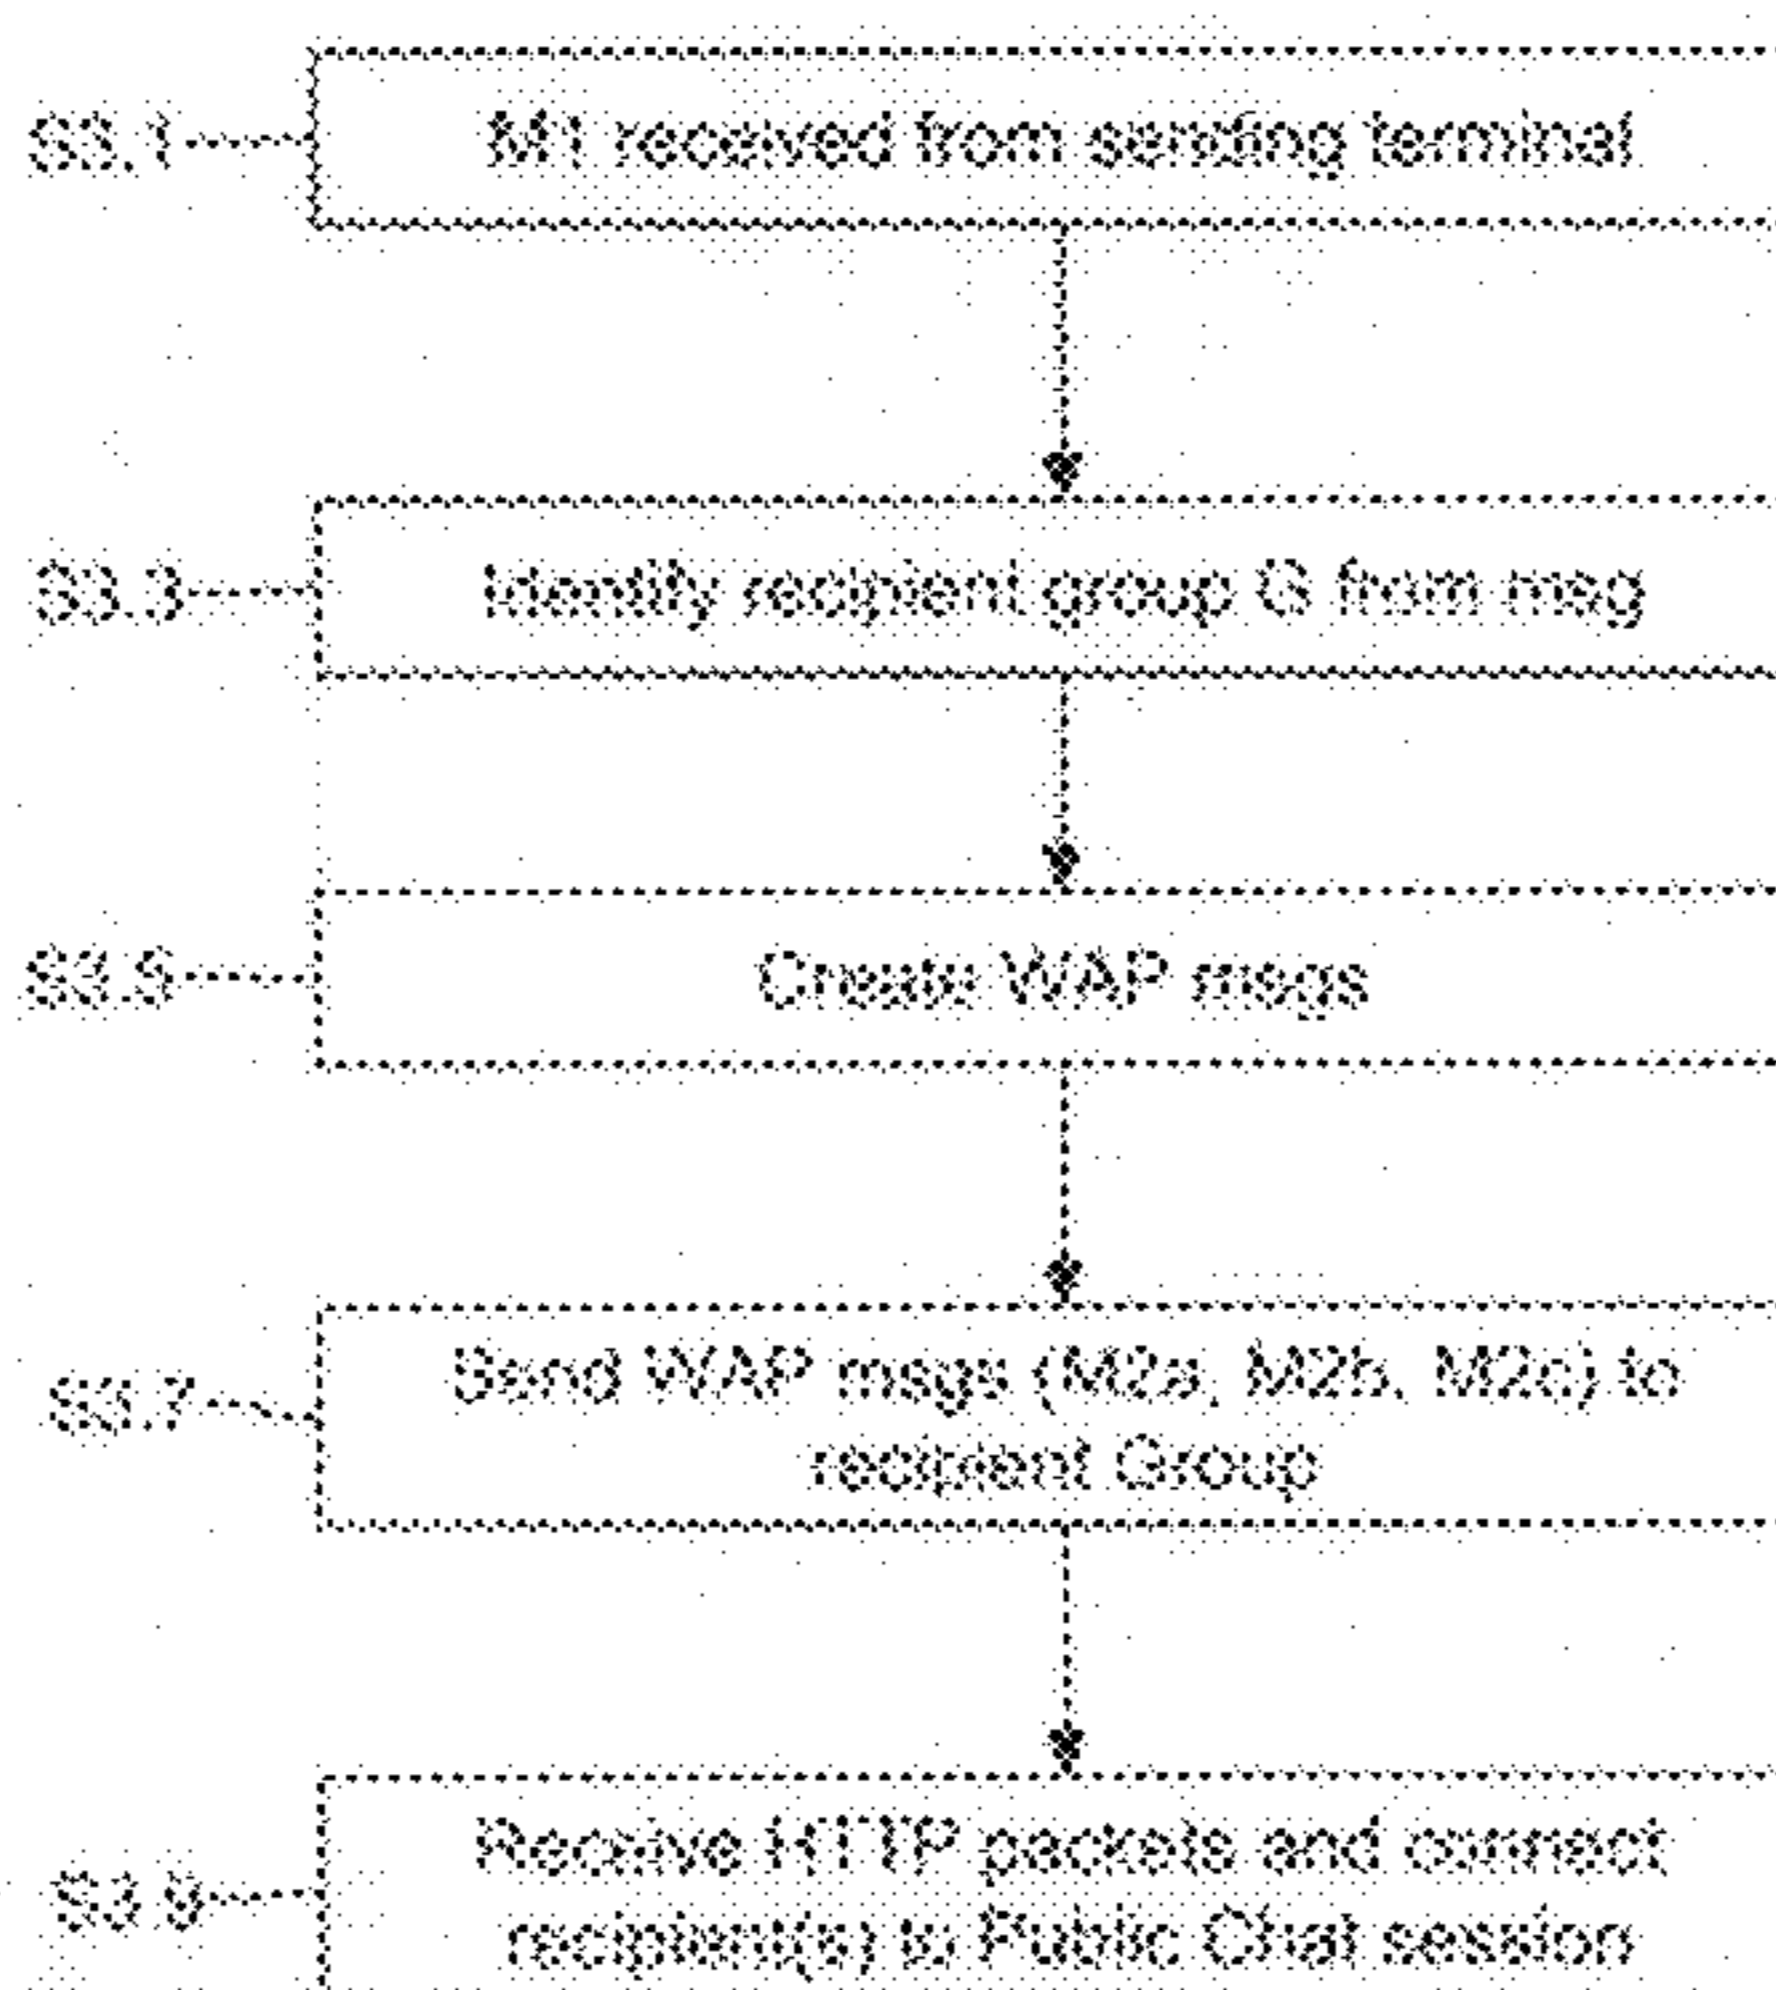 S3.1
M1 received from sending terminal
S3.3
Identify recipient group G from msg
S3.5
Create WAP msgs
S3.7
Send WAP msgs (M2a, M2b, M2c) to
recipient Group
S3.9
Receive HTTP packets and connect
recipient(s) to Public Chat session